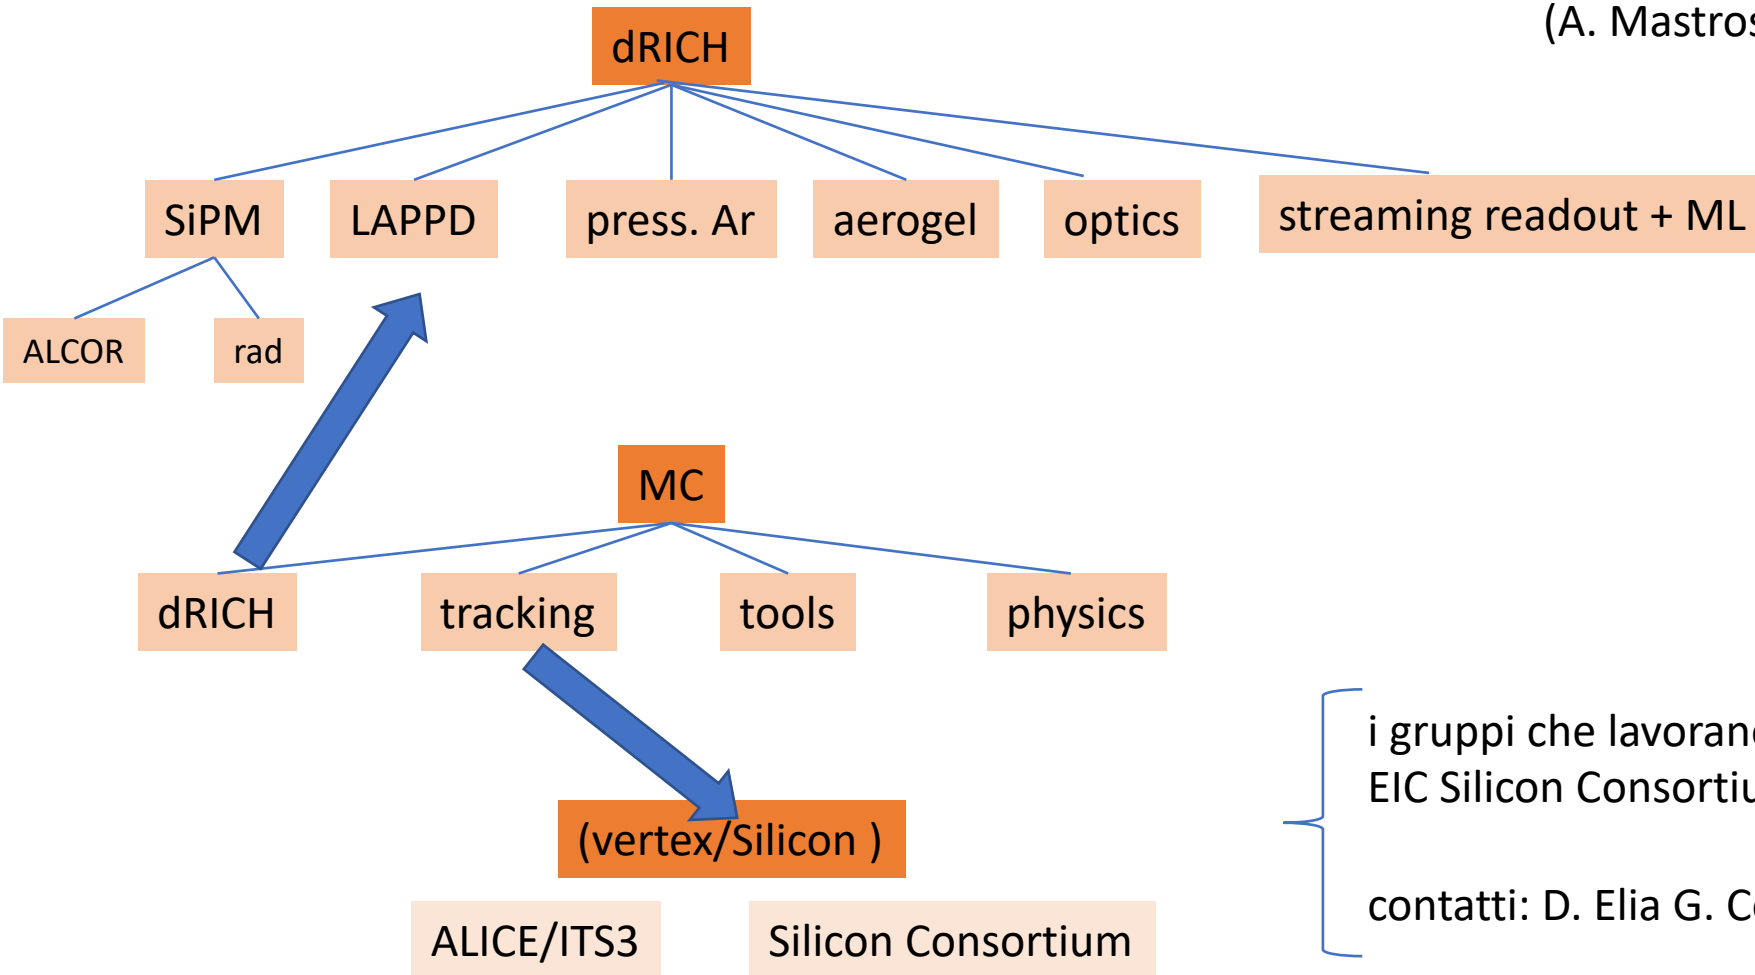 (A. Mastros
dRICH
SiPM
LAPPD
press. Ar
aerogel
optics
streaming readout + ML
ALCOR
rad
MC
dRICH
tracking
tools
physics
i gruppi che lavoran
EIC Silicon Consortiu
(vertex/Silicon )
contatti: D. Elia G. C
ALICE/ITS3
Silicon Consortium